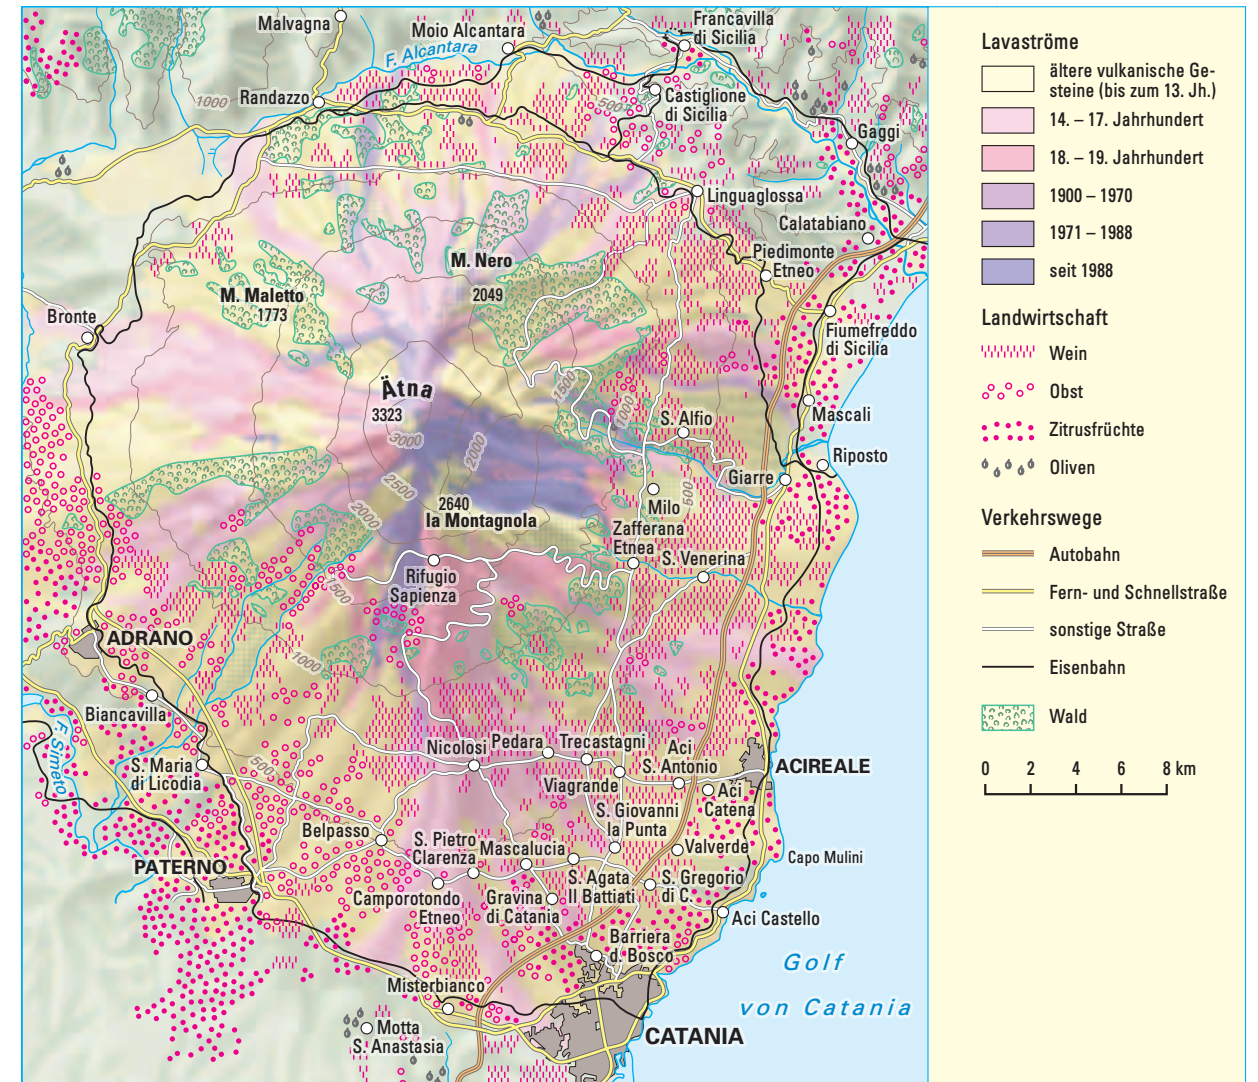 Malvagna
Moio Alcantara
Francavilla
di Sicilia
F. Alcantara
1000
Randazzo
500
Castiglione
di Sicilia
Gaggi
Linguaglossa
Calatabiano
Piedimonte
Etneo
M. Nero
2049
M. Maletto
1773
Bronte
Fiumefreddo
di Sicilia
Ätna
3323
3000
2000
1500
1000
S. Alfio
Mascali
Riposto
Giarre
2500
2000
2640
la Montagnola
Milo
500
Zafferana
Etnea
S. Venerina
Rifugio
Sapienza
1500
ADRANO
1000
Biancavilla
F. Simeto
S. Maria
di Licodia
500
Nicolosi
Pedara
Trecastagni
Aci
S. Antonio
ACIREALE
Viagrande
Aci
Catena
S. Giovanni
la Punta
Belpasso
S. Pietro
Clarenza
Mascalucia
Valverde
Capo Mulini
PATERNO
Camporotondo
Etneo
Gravina
di Catania
S. Agata
Il Battiati
S. Gregorio
di C.
Aci Castello
Barriera
d. Bosco
Golf
von Catania
Misterbianco
Motta
S. Anastasia
CATANIA
Lavaströme
ältere vulkanische Ge-
steine (bis zum 13. Jh.)
14. – 17. Jahrhundert
18. – 19. Jahrhundert
1900 – 1970
1971 – 1988
seit 1988
Landwirtschaft
Wein
Obst
Zitrusfrüchte
Oliven
Verkehrswege
Autobahn
Fern- und Schnellstraße
sonstige Straße
Eisenbahn
Wald
0 2 4 6 8 km